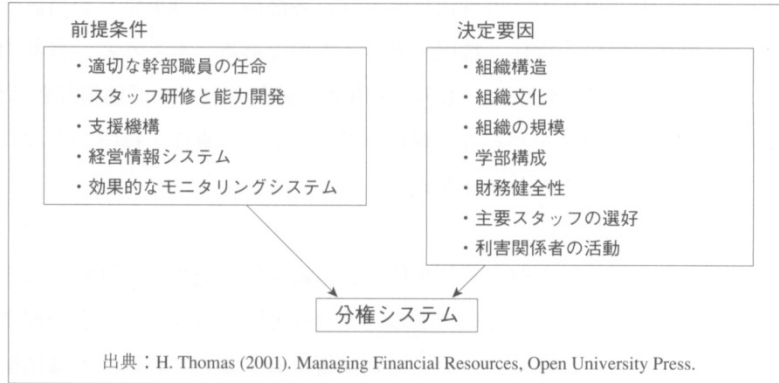 前提条件
・適切な幹部職員の任命
・スタッフ研修と能力開発
・支援機構
・経営情報システム
・効果的なモニタリングシステム
決定要因
・組織構造
・組織文化
・組織の規模
・学部構成
・財務健全性
・主要スタッフの選好
・利害関係者の活動
分権システム
出典：H. Thomas (2001). Managing Financial Resources, Open University Press.